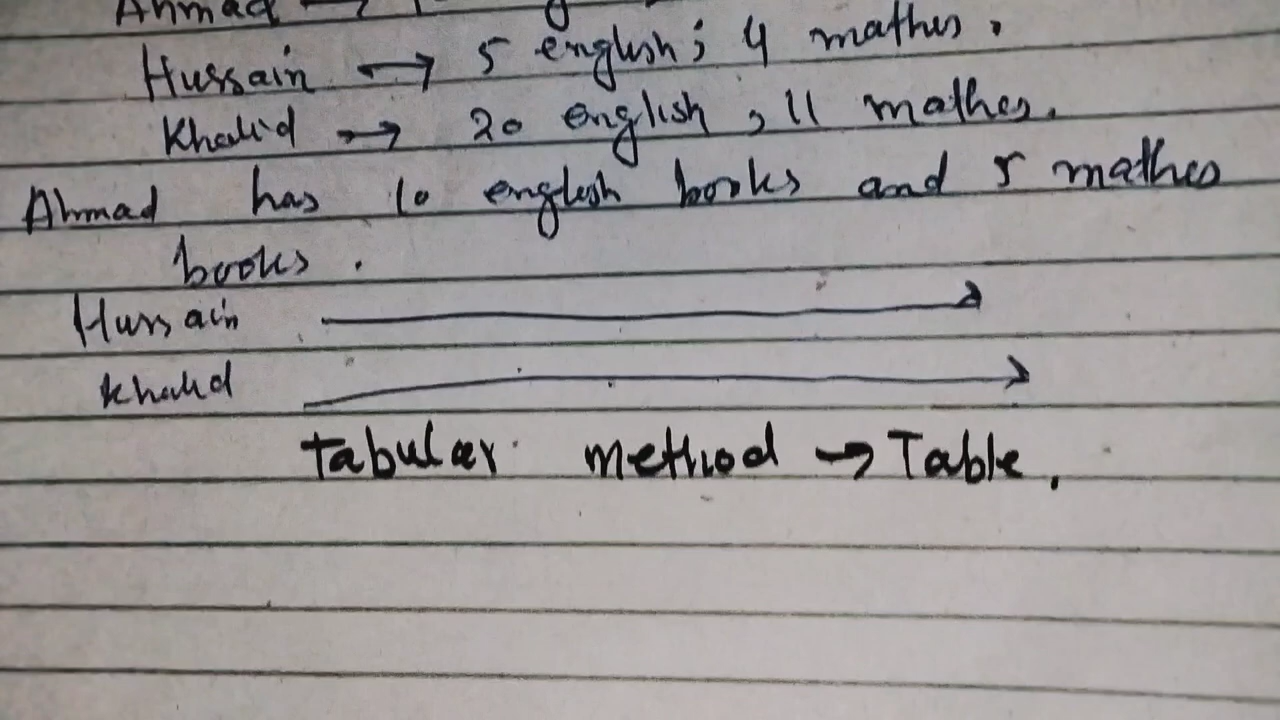 Ahmad →
Hussain → 5 english; 4 mathes.
Khalid → 20 english, 11 mathes.
Ahmad has 10 english books and 5 mathes
books.
Hussain →
Khalid →
Tabular method → Table.